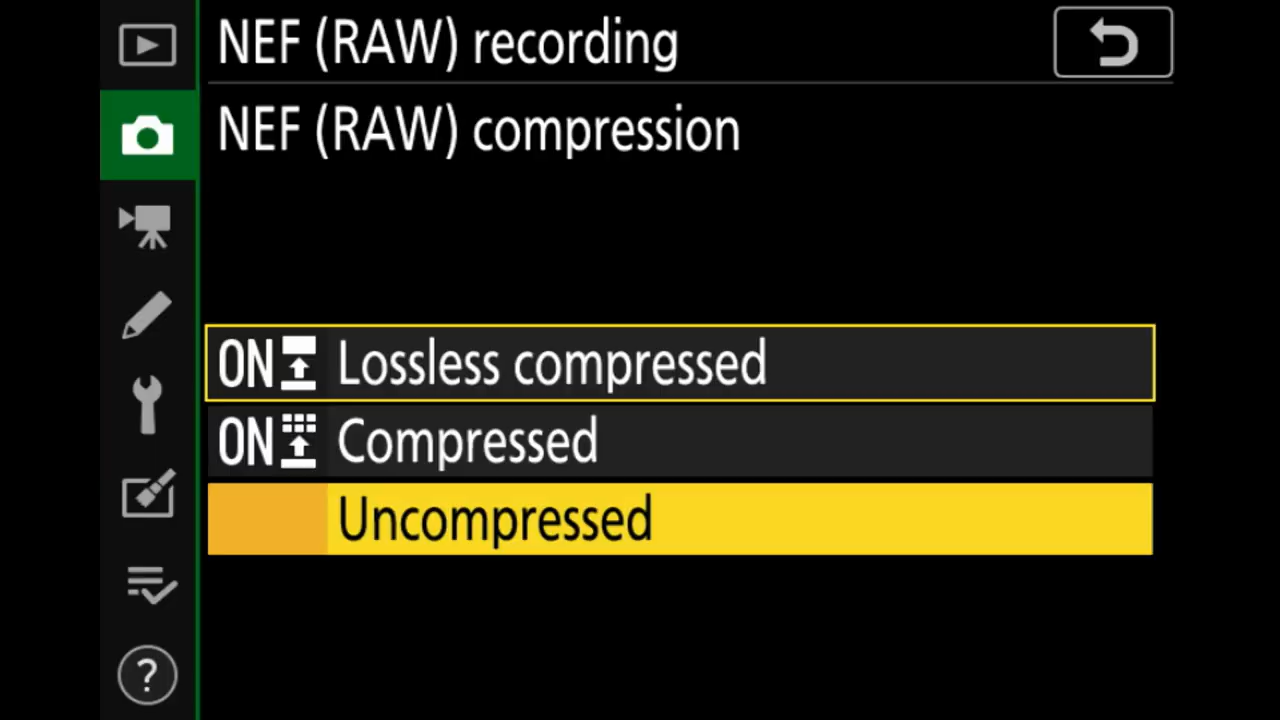 NEF (RAW) recording
NEF (RAW) compression
ON Lossless compressed
ON Compressed
Uncompressed
?